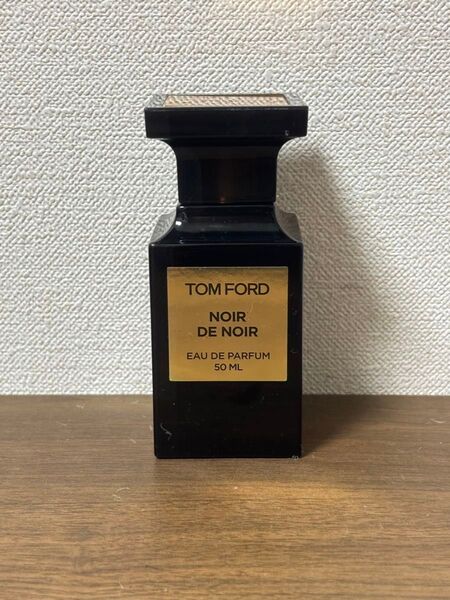 TOM FORD
NOIR
DE NOIR
EAU DE PARFUM
50 ML